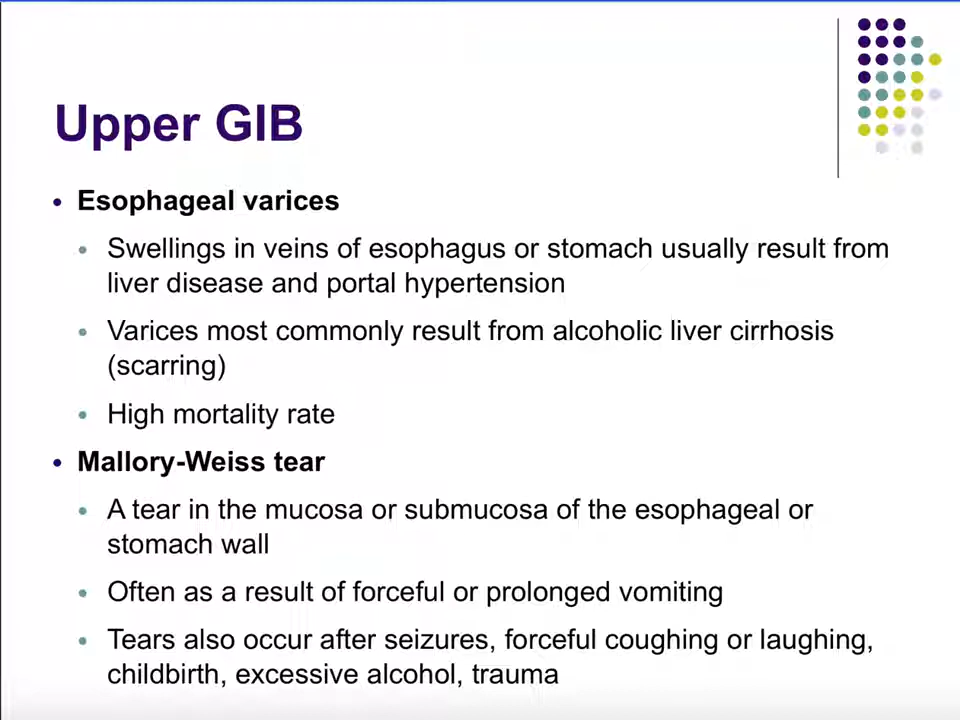 Upper GIB
• Esophageal varices
• Swellings in veins of esophagus or stomach usually result from
liver disease and portal hypertension
• Varices most commonly result from alcoholic liver cirrhosis
(scarring)
• High mortality rate
• Mallory-Weiss tear
• A tear in the mucosa or submucosa of the esophageal or
stomach wall
• Often as a result of forceful or prolonged vomiting
• Tears also occur after seizures, forceful coughing or laughing,
childbirth, excessive alcohol, trauma